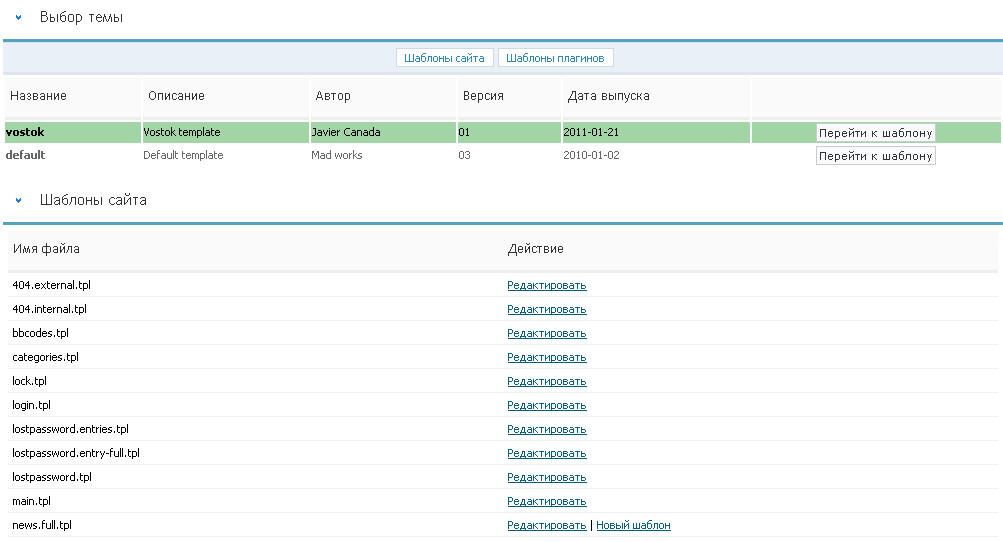 Выбор темы
Шаблоны сайта Шаблоны плагинов
Название Описание Автор Версия Дата выпуска
vostok Vostok template Javier Canada 01 2011-01-21 Перейти к шаблону
default Default template Mad works 03 2010-01-02 Перейти к шаблону
Шаблоны сайта
Имя файла Действие
404.external.tpl Редактировать
404.internal.tpl Редактировать
bbcodes.tpl Редактировать
categories.tpl Редактировать
lock.tpl Редактировать
login.tpl Редактировать
lostpassword.entries.tpl Редактировать
lostpassword.entry-full.tpl Редактировать
lostpassword.tpl Редактировать
main.tpl Редактировать
news.full.tpl Редактировать | Новый шаблон